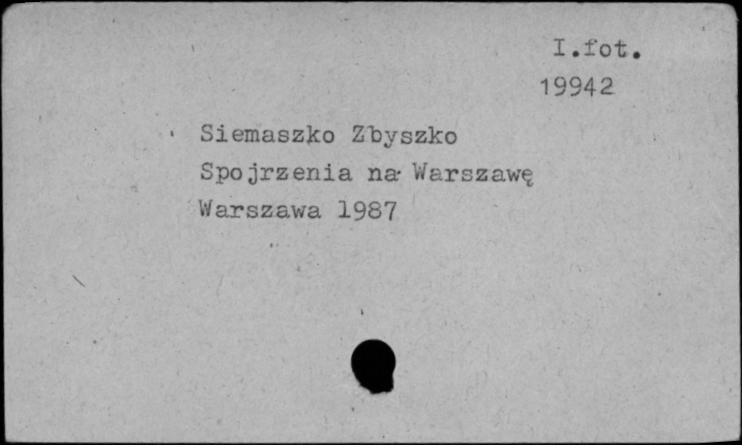 I.fot.
19942
Siemaszko Zbyszko
Spojrzenia na Warszawę
Warszawa 1987